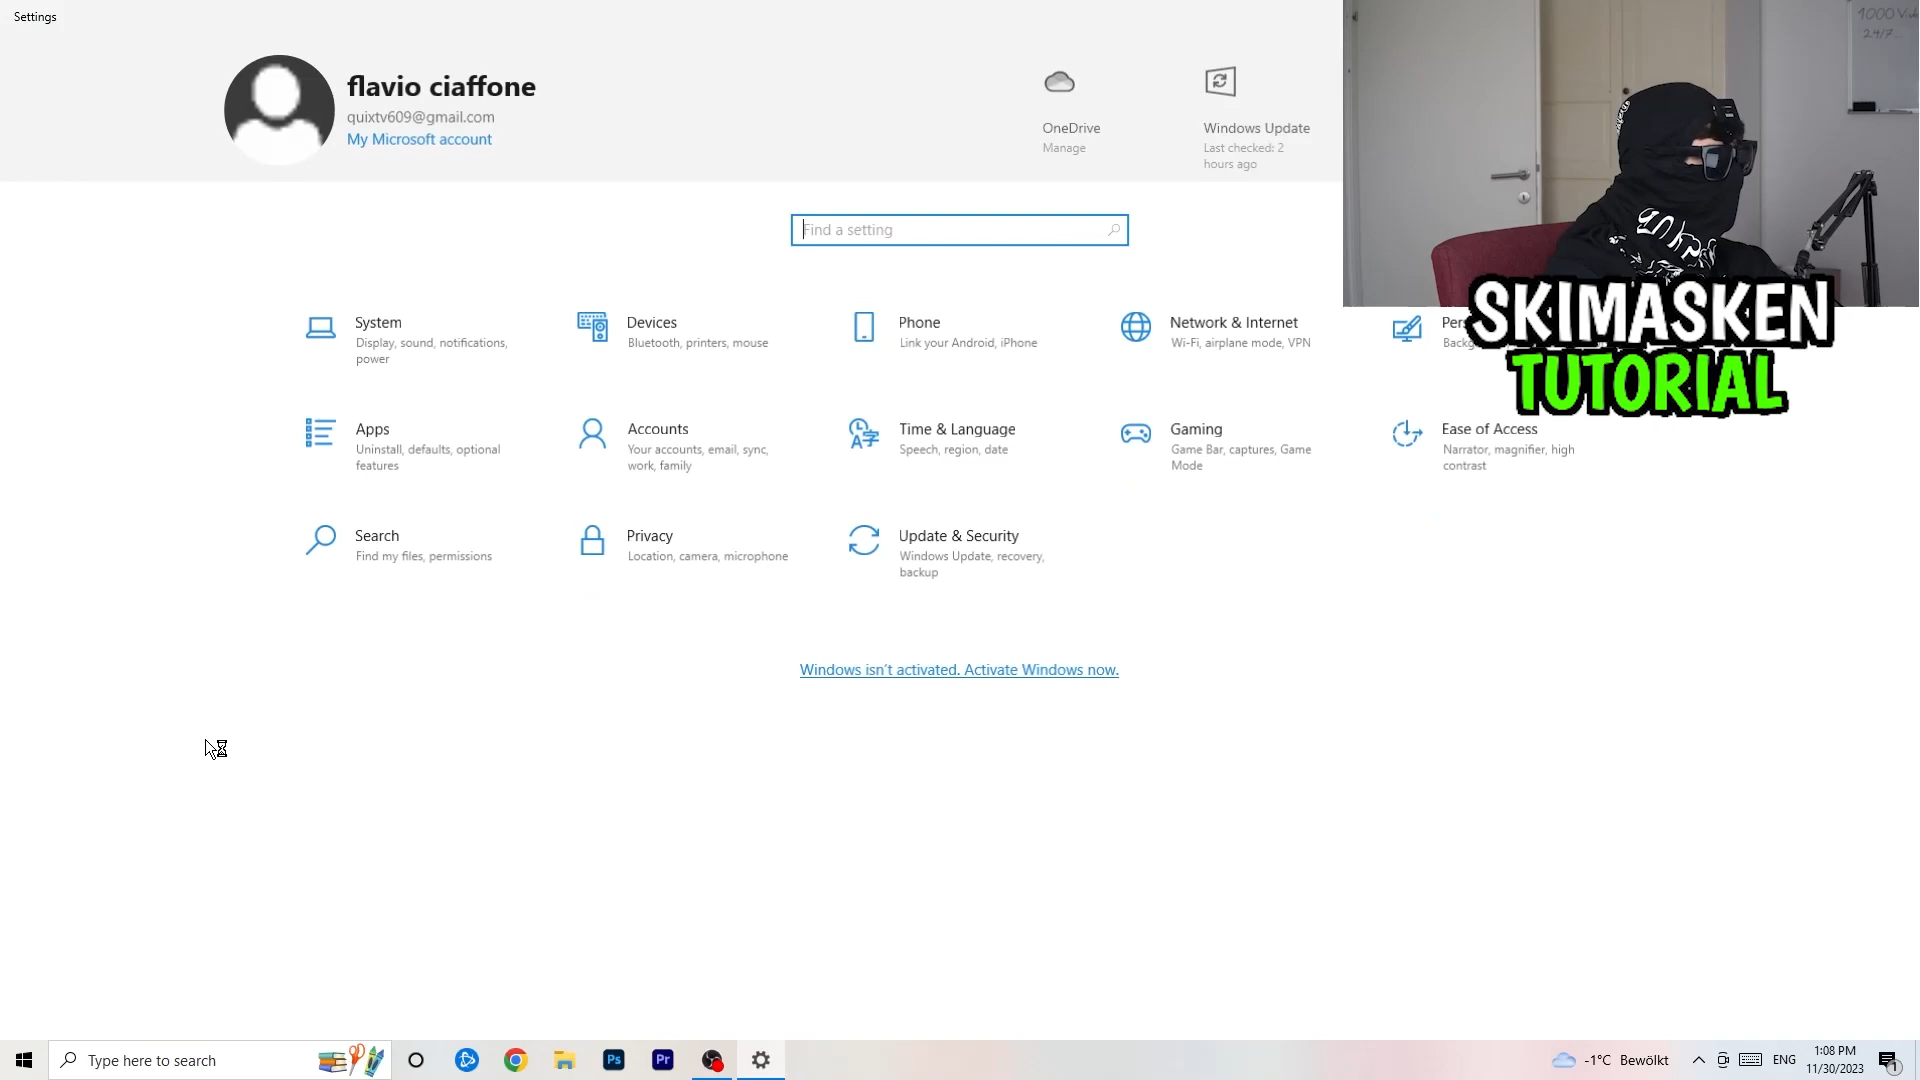 Settings
flavio ciaffone
quixtv609@gmail.com
My Microsoft account
OneDrive
Manage
Windows Update
Last checked: 2
hours ago
24/7
Find a setting
SKIMASKEN
TUTORIAL
System
Display, sound, notifications,
power
Devices
Bluetooth, printers, mouse
Phone
Link your Android, iPhone
Network & Internet
Wi-Fi, airplane mode, VPN
Apps
Uninstall, defaults, optional
features
Accounts
Your accounts, email, sync,
work, family
Time & Language
Speech, region, date
Gaming
Game Bar, captures, Game
Mode
Ease of Access
Narrator, magnifier, high
contrast
Search
Find my files, permissions
Privacy
Location, camera, microphone
Update & Security
Windows Update, recovery,
backup
Windows isn't activated. Activate Windows now.
Type here to search
Ps
Pr
-1°C Bewölkt
ENG
1:08 PM
11/30/2023
1